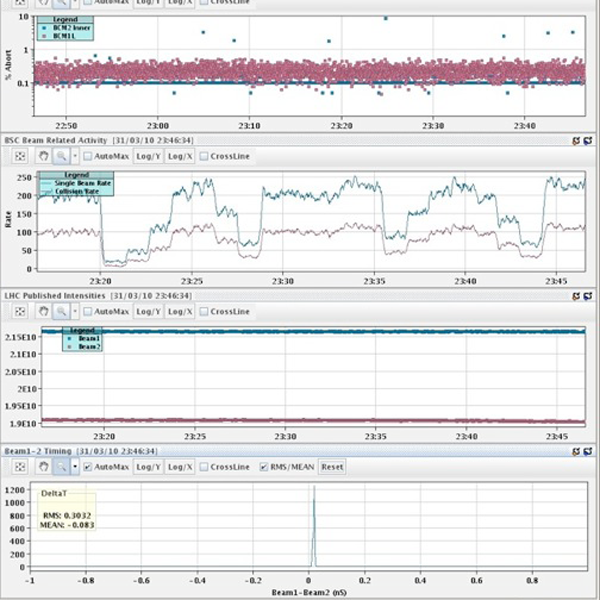 AutoMax Log/Y Log/X CrossLine
Legend
BCM2 Inner
BCM1L
% Abort
10
1
0.1
22:50 23:00 23:10 23:20 23:30 23:40
BSC Beam Related Activity [31/03/10 23:46:34]
AutoMax Log/Y Log/X CrossLine
Legend
Single Beam Rate
Collision Rate
Rate
250
200
150
100
50
0
23:20 23:25 23:30 23:35 23:40 23:45
LHC Published Intensities [31/03/10 23:46:34]
AutoMax Log/Y Log/X CrossLine
Legend
Beam1
Beam2
2.15E10
2.1E10
2.05E10
2E10
1.95E10
1.9E10
23:20 23:25 23:30 23:35 23:40 23:45
Beam1-2 Timing [31/03/10 23:46:34]
AutoMax Log/Y Log/X CrossLine RMS/MEAN Reset
DeltaT
RMS: 0.3032
MEAN: -0.083
1200
1000
800
600
400
200
0
-1 -0.8 -0.6 -0.4 -0.2 0 0.2 0.4 0.6 0.8
Beam1-Beam2 (nS)